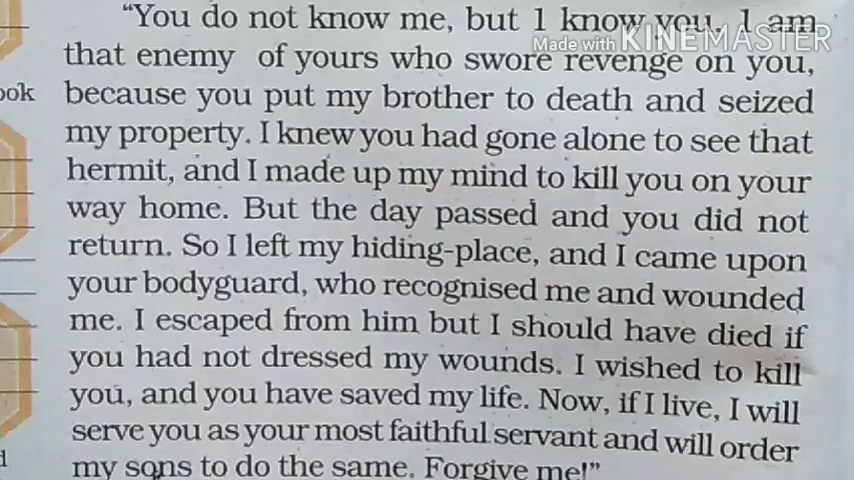 "You do not know me, but I know you. I am
Made with KINEMASTER
that enemy of yours who swore revenge on you,
ook
because you put my brother to death and seized
my property. I knew you had gone alone to see that
hermit, and I made up my mind to kill you on your
way home. But the day passed and you did not
return. So I left my hiding-place, and I came upon
your bodyguard, who recognised me and wounded
me. I escaped from him but I should have died if
you had not dressed my wounds. I wished to kill
you, and you have saved my life. Now, if I live, I will
serve you as your most faithful servant and will order
my sons to do the same. Forgive me!"